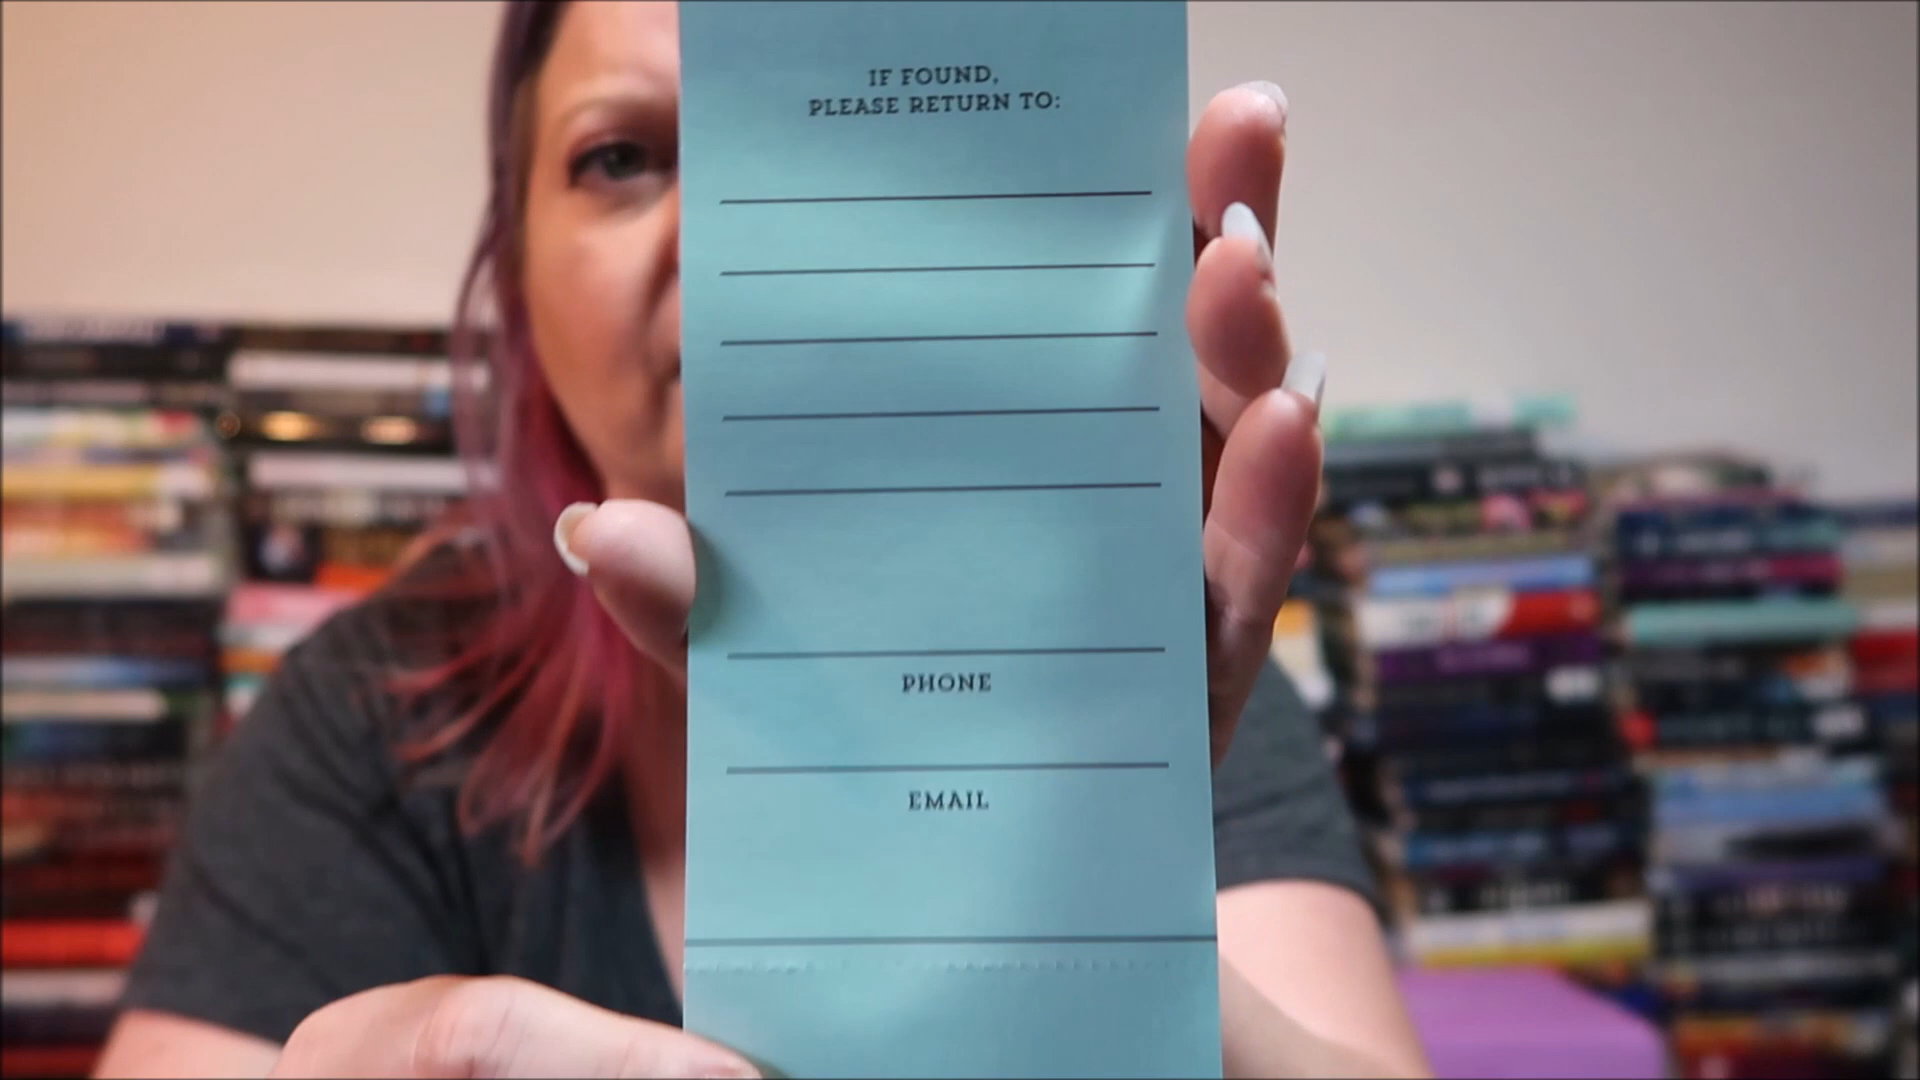 IF FOUND,
PLEASE RETURN TO:
PHONE
EMAIL